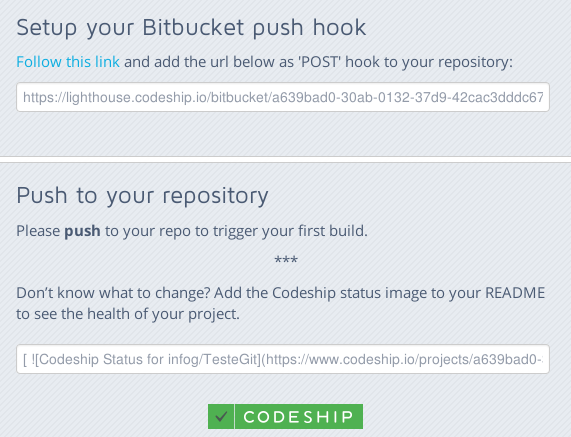 Setup your Bitbucket push hook
Follow this link and add the url below as 'POST' hook to your repository:
https://lighthouse.codeship.io/bitbucket/a639bad0-30ab-0132-37d9-42cac3dddc67
Push to your repository
Please push to your repo to trigger your first build.
***
Don’t know what to change? Add the Codeship status image to your README
to see the health of your project.
[ ![Codeship Status for infog/TesteGit](https://www.codeship.io/projects/a639bad0-
CODESHIP